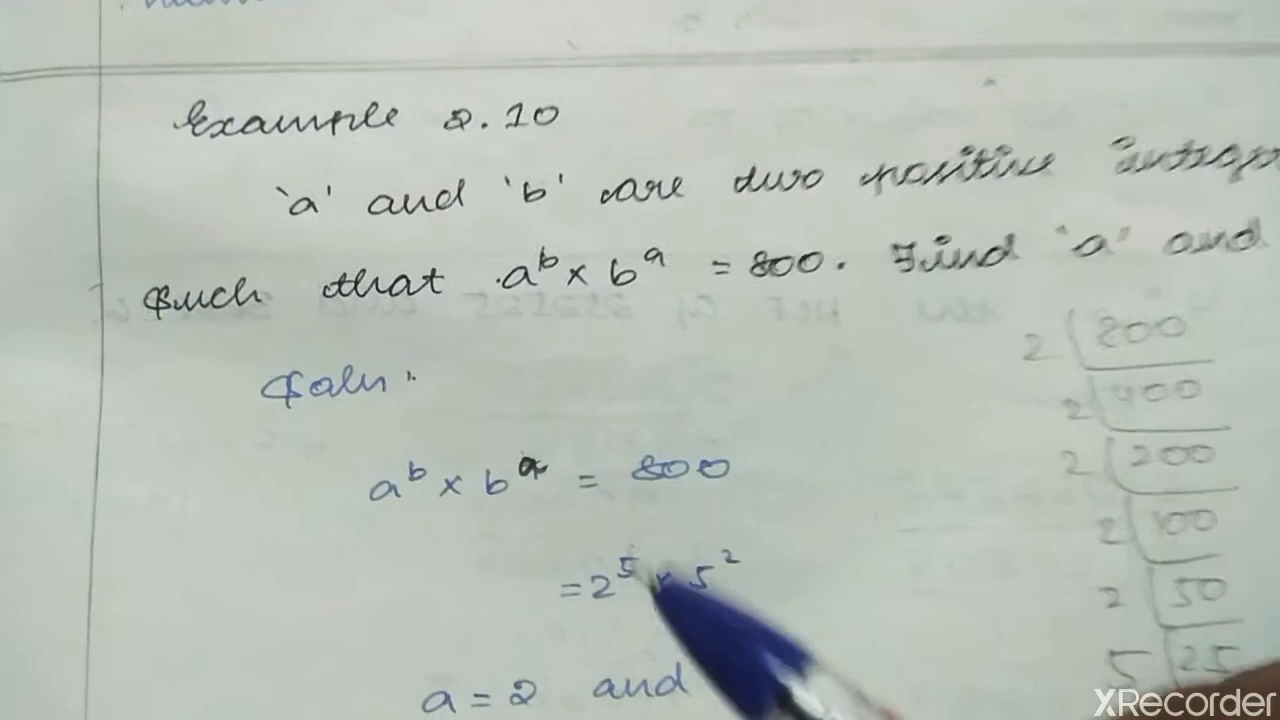 Example 2.10
'a' and 'b' are two positive
such that a^b × b^a = 800. Find 'a' and
Soln:
a^b × b^a = 800
= 2^5 × 5^2
a = 2 and
2 | 800
2 | 400
2 | 200
2 | 100
2 | 50
5 | 25
XRecorder